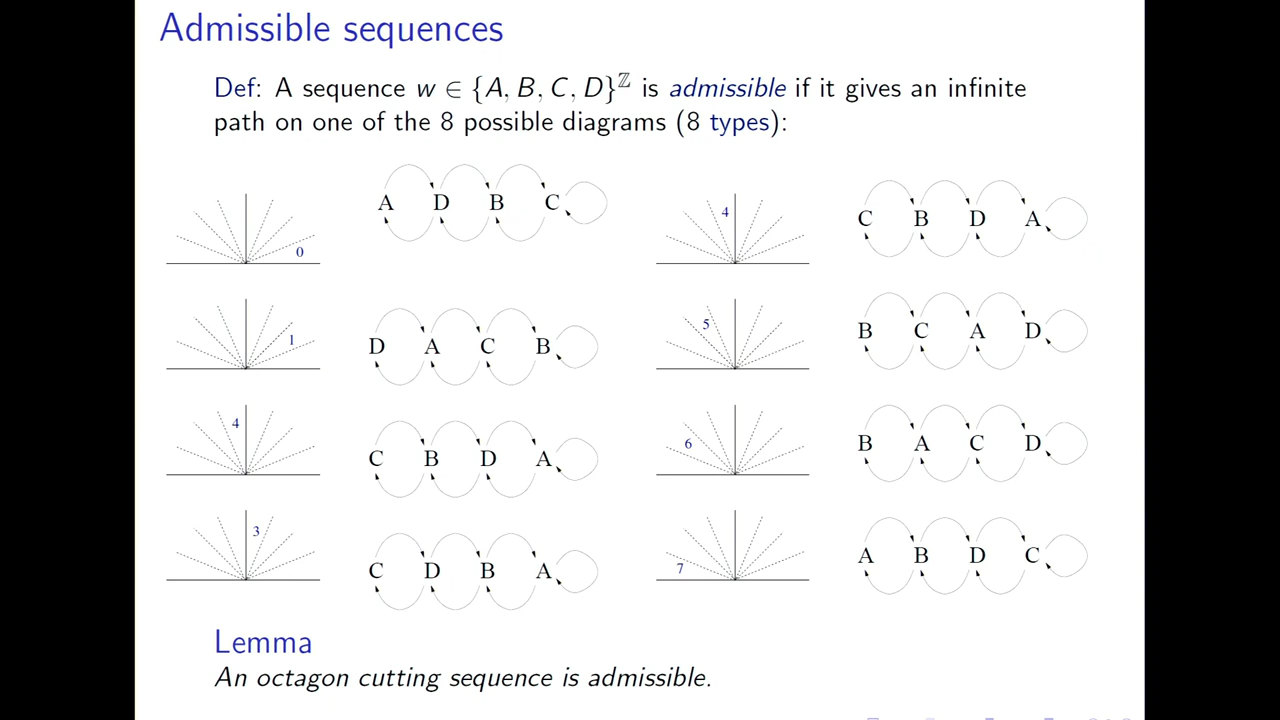 Admissible sequences
Def: A sequence w ∈ {A, B, C, D}^ℤ is admissible if it gives an infinite
path on one of the 8 possible diagrams (8 types):
0
A D B C
4
C B D A
1
D A C B
5
B C A D
4
C B D A
6
B A C D
3
C D B A
7
A B D C
Lemma
An octagon cutting sequence is admissible.